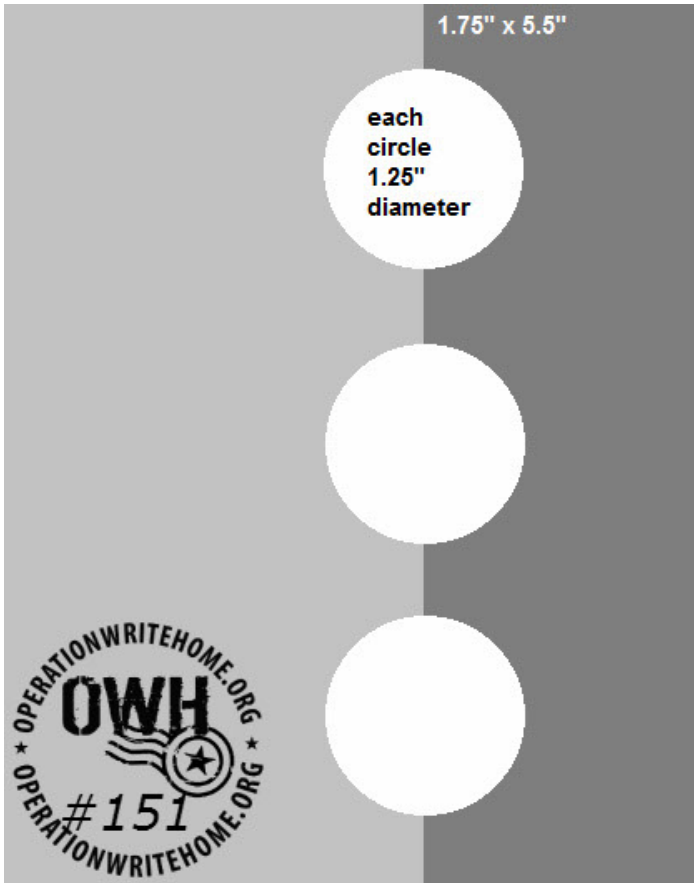 1.75" x 5.5"
each
circle
1.25"
diameter
OPERATIONWRITEHOME.ORG
OWH
#151
OPERATIONWRITEHOME.ORG